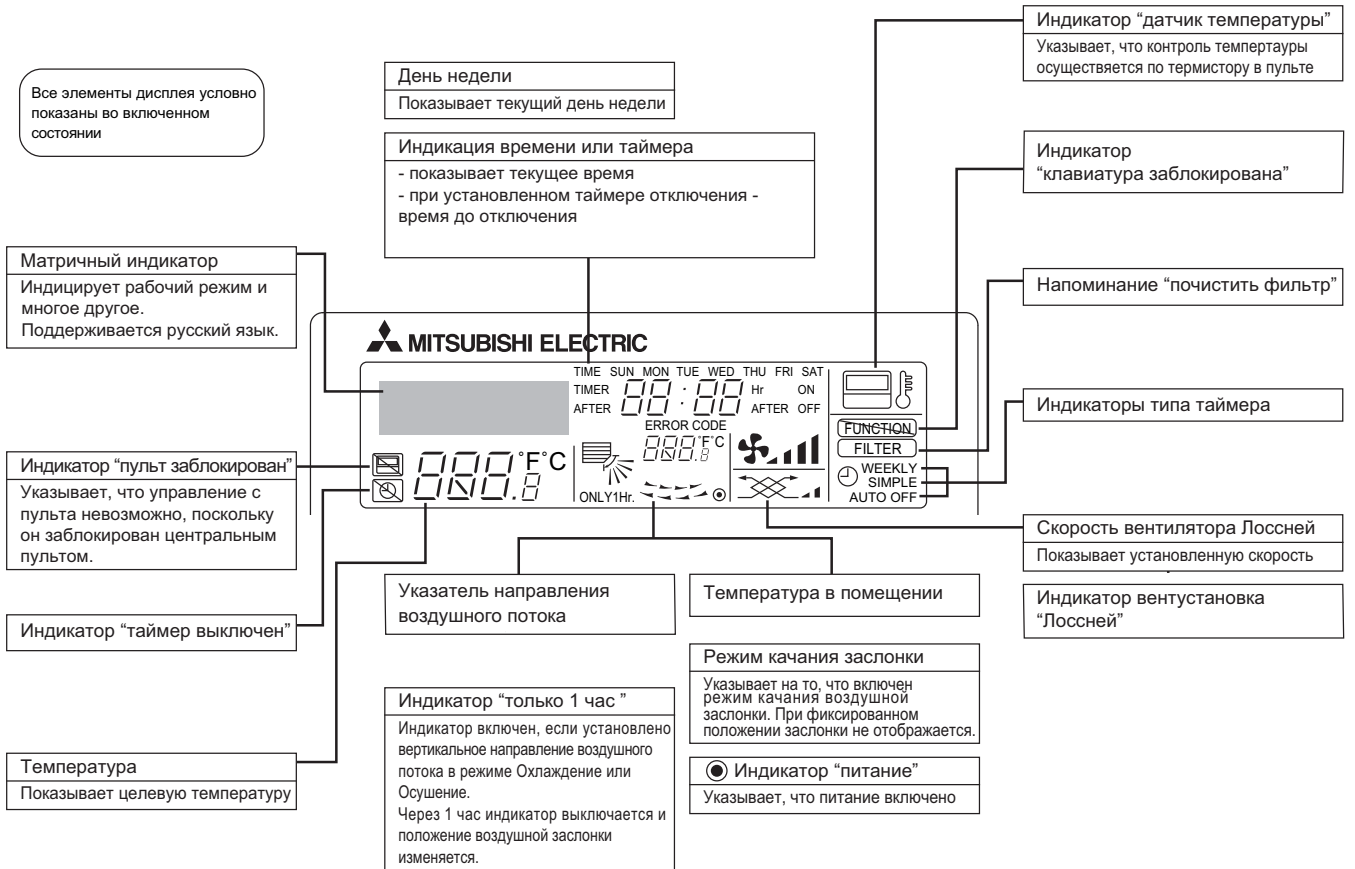 Все элементы дисплея условно
показаны во включенном
состоянии
День недели
Показывает текущий день недели
Индикация времени или таймера
- показывает текущее время
- при установленном таймере отключения -
время до отключения
Индикатор “датчик температуры”
Указывает, что контроль темпертауры
осуществяется по термистору в пульте
Индикатор
“клавиатура заблокирована”
Напоминание “почистить фильтр”
Индикаторы типа таймера
Скорость вентилятора Лоссней
Показывает установленную скорость
Индикатор вентустановка
“Лоссней”
Матричный индикатор
Индицирует рабочий режим и
многое другое.
Поддерживается русский язык.
Индикатор “пульт заблокирован”
Указывает, что управление с
пульта невозможно, поскольку
он заблокирован центральным
пультом.
Индикатор “таймер выключен”
Температура
Показывает целевую температуру
MITSUBISHI ELECTRIC
TIME SUN MON TUE WED THU FRI SAT
TIMER 88:88 Hr ON
AFTER AFTER OFF
ERROR CODE
888.8 °F°C
888.8 °F°C
ONLY1Hr.
FUNCTION
FILTER
WEEKLY
SIMPLE
AUTO OFF
Указатель направления
воздушного потока
Температура в помещении
Индикатор “только 1 час ”
Индикатор включен, если установлено
вертикальное направление воздушного
потока в режиме Охлаждение или
Осушение.
Через 1 час индикатор выключается и
положение воздушной заслонки
изменяется.
Режим качания заслонки
Указывает на то, что включен
режим качания воздушной
заслонки. При фиксированном
положении заслонки не отображается.
Индикатор “питание”
Указывает, что питание включено